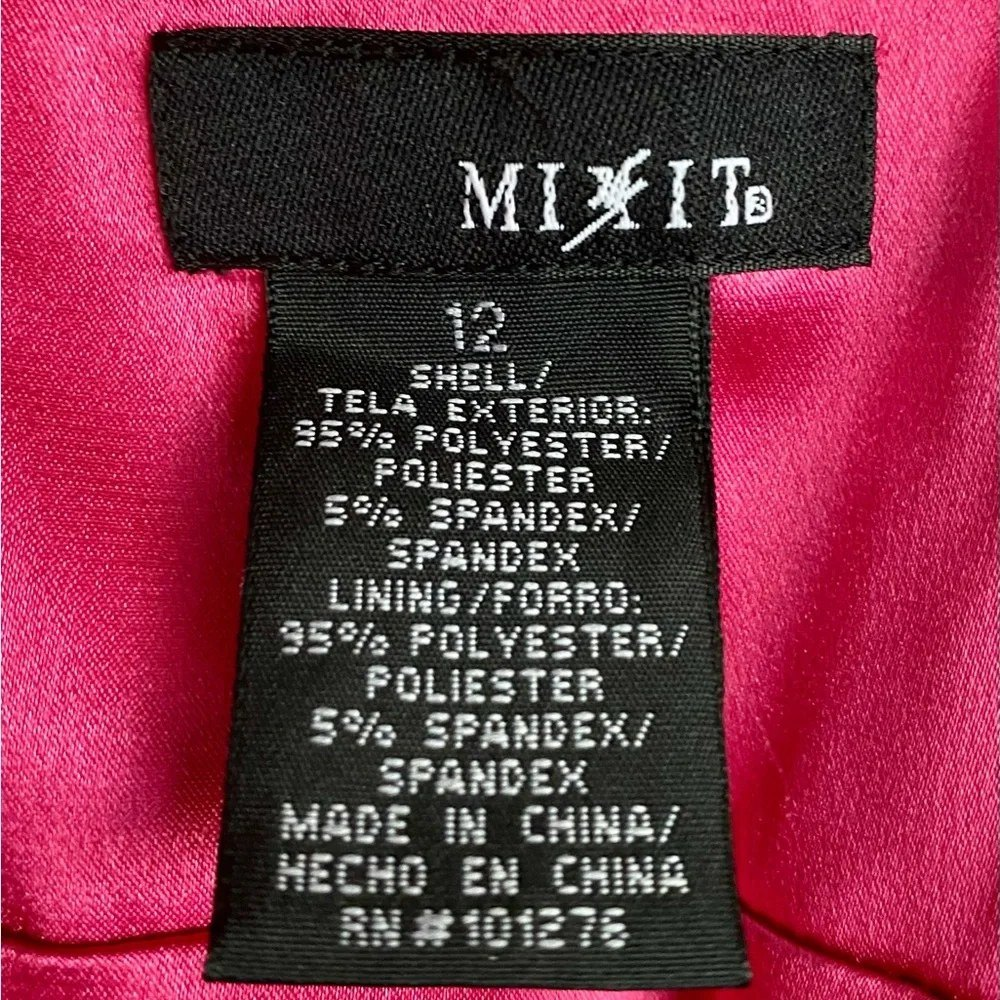 MIXIT®
12
SHELL/
TELA EXTERIOR:
95% POLYESTER/
POLIESTER
5% SPANDEX/
SPANDEX
LINING/FORRO:
95% POLYESTER/
POLIESTER
5% SPANDEX/
SPANDEX
MADE IN CHINA/
HECHO EN CHINA
RN#101276